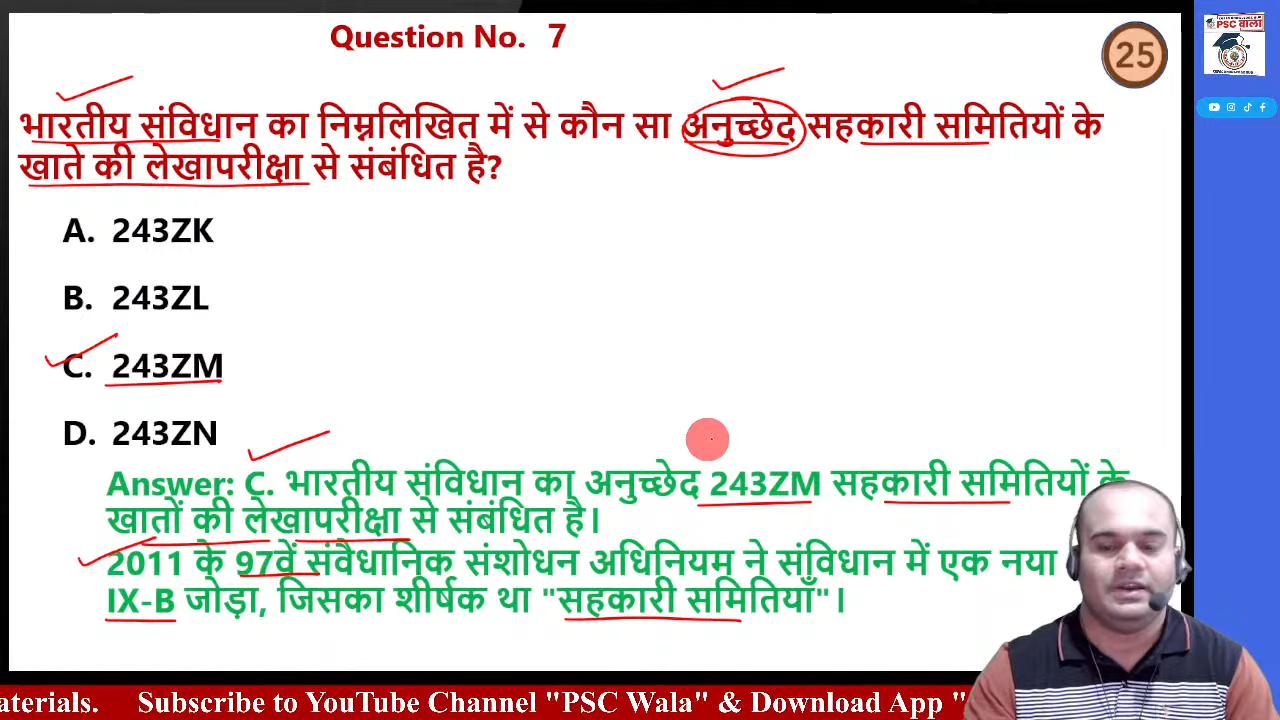 Question No. 7
25
PSC वाला
भारतीय संविधान का निम्नलिखित में से कौन सा अनुच्छेद सहकारी समितियों के
खाते की लेखापरीक्षा से संबंधित है?
A. 243ZK
B. 243ZL
C. 243ZM
D. 243ZN
Answer: C. भारतीय संविधान का अनुच्छेद 243ZM सहकारी समितियों के
खातों की लेखापरीक्षा से संबंधित है।
2011 के 97वें संवैधानिक संशोधन अधिनियम ने संविधान में एक नया
IX-B जोड़ा, जिसका शीर्षक था "सहकारी समितियाँ"।
aterials. Subscribe to YouTube Channel "PSC Wala" & Download App "